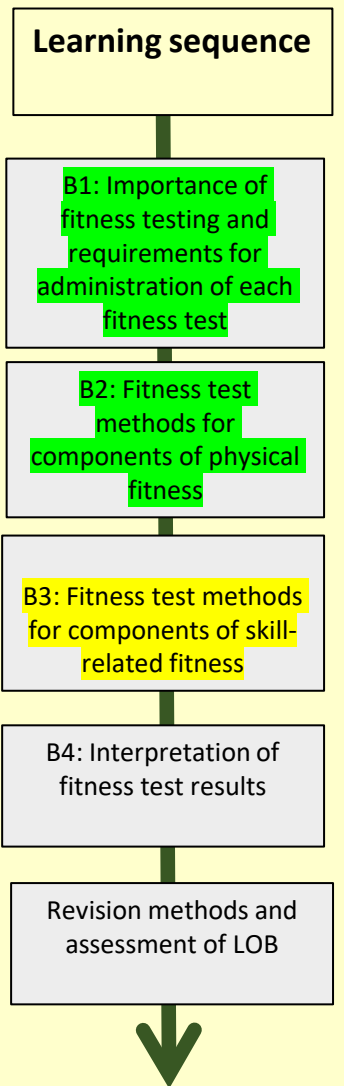 Learning sequence
B1: Importance of
fitness testing and
requirements for
administration of each
fitness test
B2: Fitness test
methods for
components of physical
fitness
B3: Fitness test methods
for components of skill-
related fitness
B4: Interpretation of
fitness test results
Revision methods and
assessment of LOB